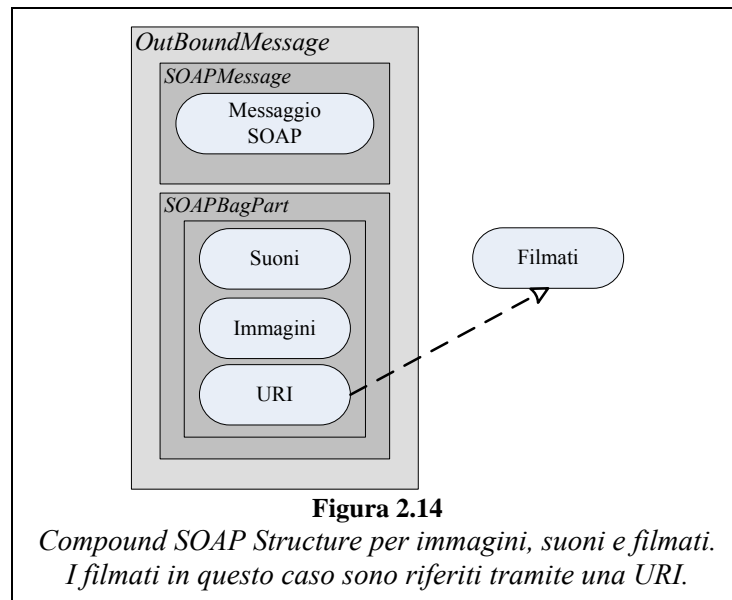 OutBoundMessage
SOAPMessage
Messaggio
SOAP
SOAPBagPart
Suoni
Filmati
Immagini
URI
Figura 2.14
Compound SOAP Structure per immagini, suoni e filmati.
I filmati in questo caso sono riferiti tramite una URI.